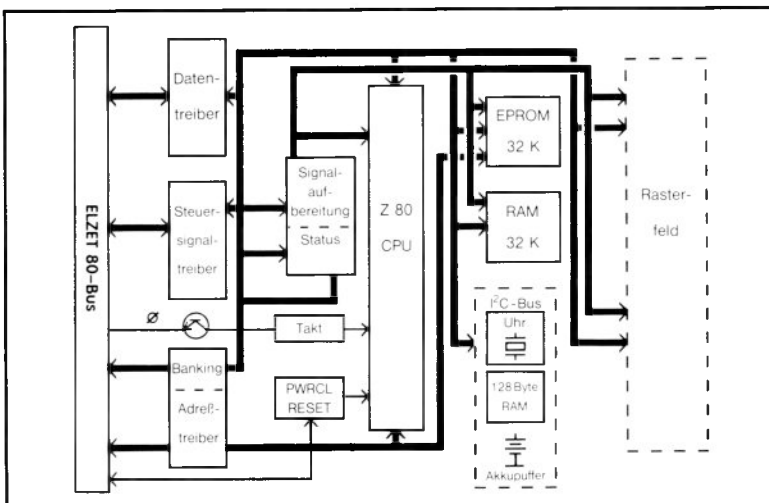 ELZET 80-Bus
Daten-
treiber
Steuer-
signal-
treiber
Ø
Banking
Adreß-
treiber
Signal-
auf-
bereitung
Status
Takt
PWRCL
RESET
Z 80
CPU
EPROM
32 K
RAM
32 K
I²C-Bus
Uhr
128 Byte
RAM
Akkupuffer
Raster-
feld